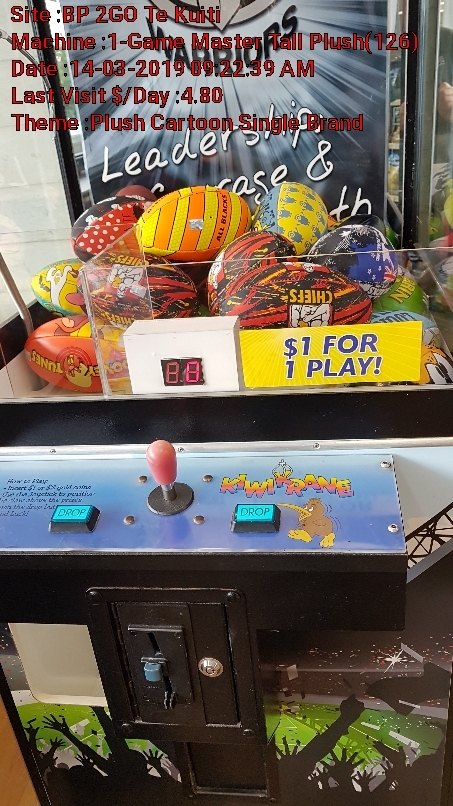 Site :BP 2GO Te Kuiti
Machine :1-Game Master Tall Plush(126)
Date :14-03-2019 09:22.39 AM
Last Visit $/Day :4.80
Theme :Plush Cartoon Single Brand
Leadership
&
ALL BLACKS
CHIEFS
CHIEFS
TUNES
$1 FOR
1 PLAY!
How to Play
KIWI KRANE
DROP
DROP